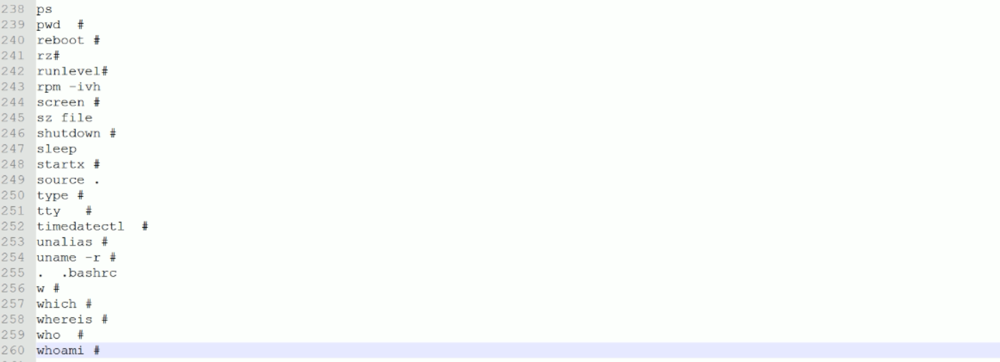 238 ps
239 pwd  #
240 reboot #
241 rz#
242 runlevel#
243 rpm -ivh
244 screen #
245 sz file
246 shutdown #
247 sleep
248 startx #
249 source .
250 type #
251 tty   #
252 timedatectl  #
253 unalias #
254 uname -r #
255 .  .bashrc
256 w #
257 which #
258 whereis #
259 who  #
260 whoami #